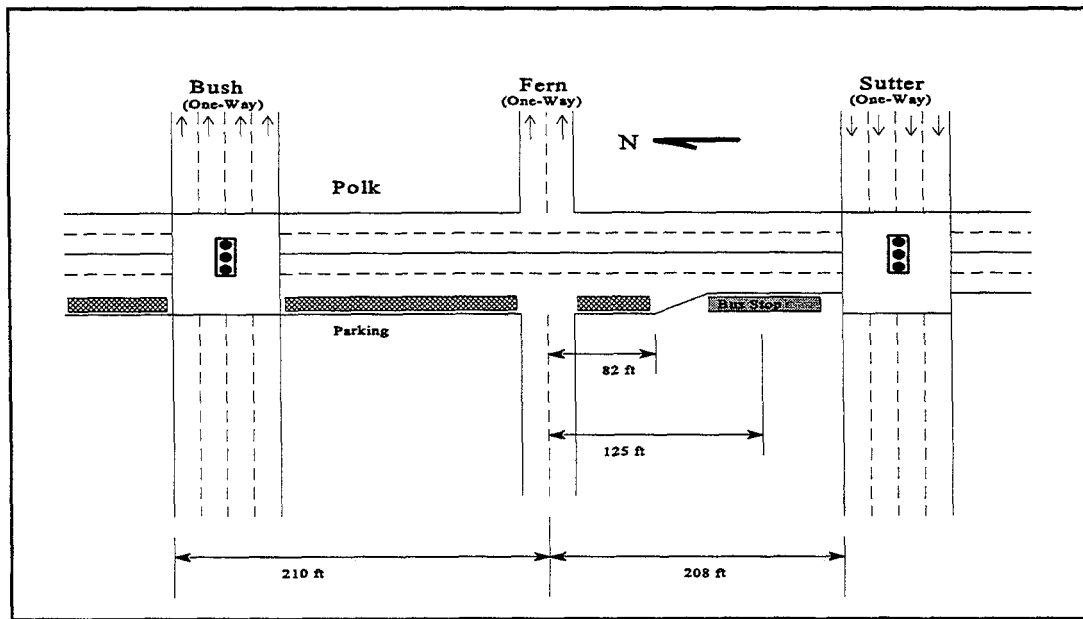 Bush
(One-Way)
Fern
(One-Way)
Sutter
(One-Way)
N
Polk
Bux Stop
Parking
82 ft
125 ft
210 ft
208 ft